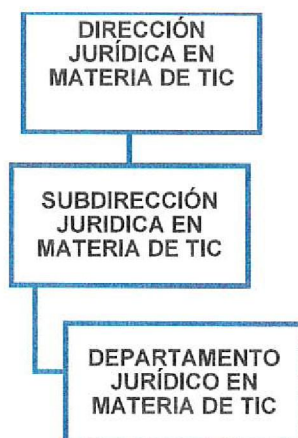 DIRECCIÓN
JURÍDICA EN
MATERIA DE TIC
SUBDIRECCIÓN
JURIDICA EN
MATERIA DE TIC
DEPARTAMENTO
JURÍDICO EN
MATERIA DE TIC